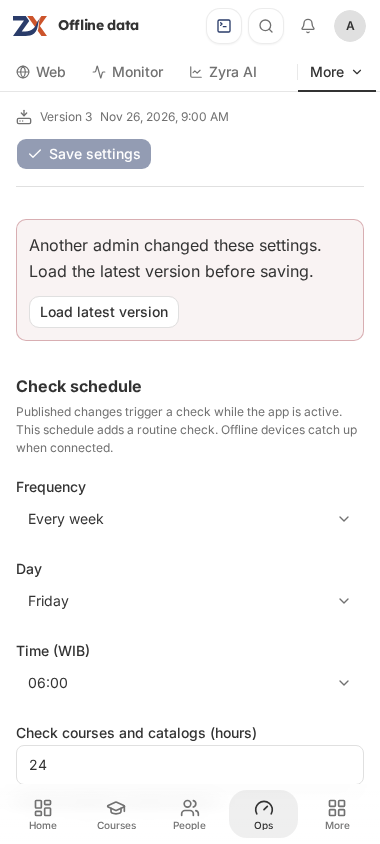 ZX Offline data
A
Web Monitor Zyra AI More
Version 3 Nov 26, 2026, 9:00 AM
Save settings
Another admin changed these settings.
Load the latest version before saving.
Load latest version
Check schedule
Published changes trigger a check while the app is active.
This schedule adds a routine check. Offline devices catch up
when connected.
Frequency
Every week
Day
Friday
Time (WIB)
06:00
Check courses and catalogs (hours)
24
Home Courses People Ops More